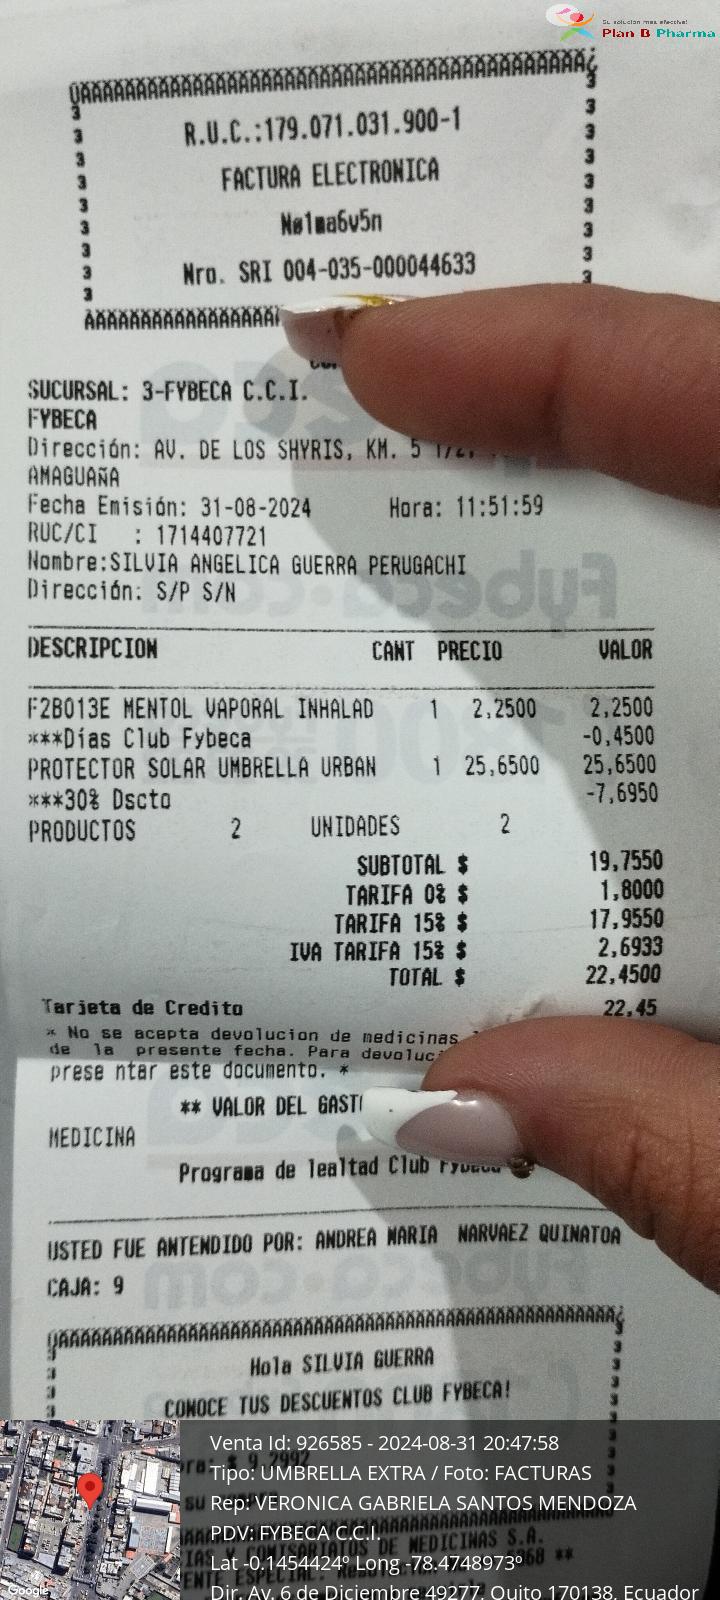 Su solución más efectiva!
Plan B Pharma
R.U.C.:179.071.031.900-1
FACTURA ELECTRONICA
Nø1ma6v5n
Nro. SRI 004-035-000044633
SUCURSAL: 3-FYBECA C.C.I.
FYBECA
Dirección: AV. DE LOS SHYRIS, KM. 5 1/2,
AMAGUAÑA
Fecha Emisión: 31-08-2024 Hora: 11:51:59
RUC/CI : 1714407721
Nombre:SILVIA ANGELICA GUERRA PERUGACHI
Dirección: S/P S/N
DESCRIPCION CANT PRECIO VALOR
F2B013E MENTOL VAPORAL INHALAD 1 2,2500 2,2500
***Días Club Fybeca -0,4500
PROTECTOR SOLAR UMBRELLA URBAN 1 25,6500 25,6500
***30% Dscto -7,6950
PRODUCTOS 2 UNIDADES 2
SUBTOTAL $ 19,7550
TARIFA 0% $ 1,8000
TARIFA 15% $ 17,9550
IVA TARIFA 15% $ 2,6933
TOTAL $ 22,4500
Tarjeta de Credito 22,45
* No se acepta devolucion de medicinas
de la presente fecha. Para devoluc
prese ntar este documento. *
** VALOR DEL GAST
MEDICINA
Programa de lealtad Club Fybeca
USTED FUE ANTENDIDO POR: ANDREA MARIA NARVAEZ QUINATOA
CAJA: 9
Hola SILVIA GUERRA
CONOCE TUS DESCUENTOS CLUB FYBECA!
Venta Id: 926585 - 2024-08-31 20:47:58
Tipo: UMBRELLA EXTRA / Foto: FACTURAS
Rep: VERONICA GABRIELA SANTOS MENDOZA
PDV: FYBECA C.C.I.
Lat -0.1454424º Long -78.4748973º
Dir. Av. 6 de Diciembre 49277, Quito 170138, Ecuador
Google